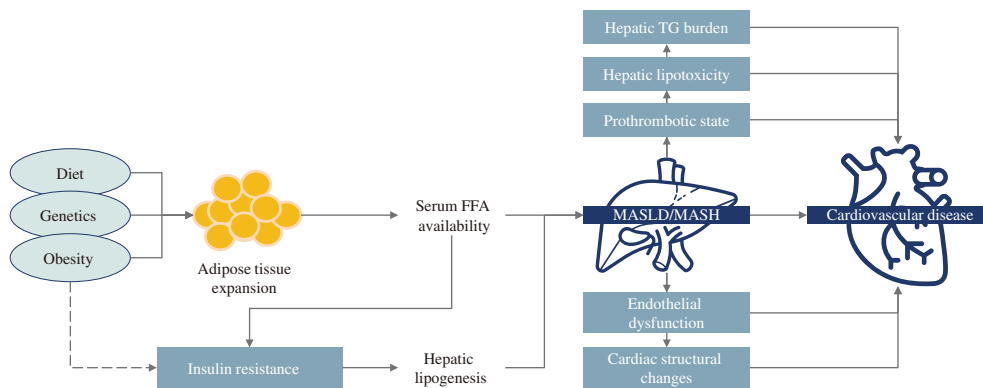 Hepatic TG burden
Hepatic lipotoxicity
Prothrombotic state
Diet
Genetics
Obesity
Adipose tissue
expansion
Serum FFA
availability
MASLD/MASH
Cardiovascular disease
Endothelial
dysfunction
Insulin resistance
Hepatic
lipogenesis
Cardiac structural
changes